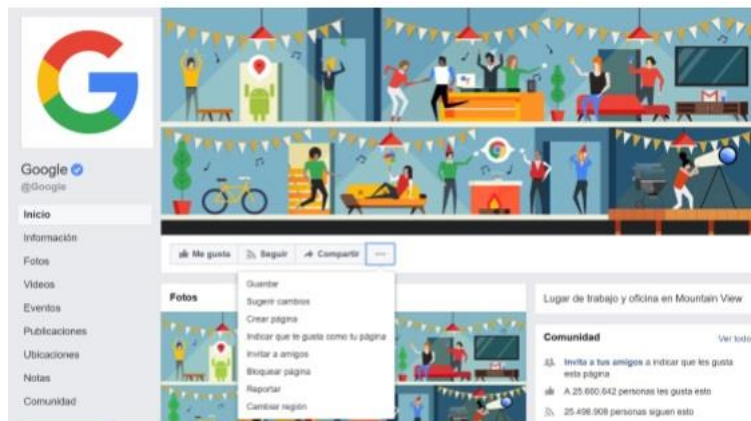 Google
@Google
Inicio
Información
Fotos
Videos
Eventos
Publicaciones
Ubicaciones
Notas
Comunidad
Me gusta
Seguir
Compartir
Guardar
Sugerir cambios
Crear página
Indicar que te gusta como tu página
Invitar a amigos
Bloquear página
Reportar
Cambiar región
Fotos
Lugar de trabajo y oficina en Mountain View
Comunidad
Ver todo
Invita a tus amigos a indicar que les gusta
esta página
A 25.660.642 personas les gusta esto
25.498.908 personas siguen esto